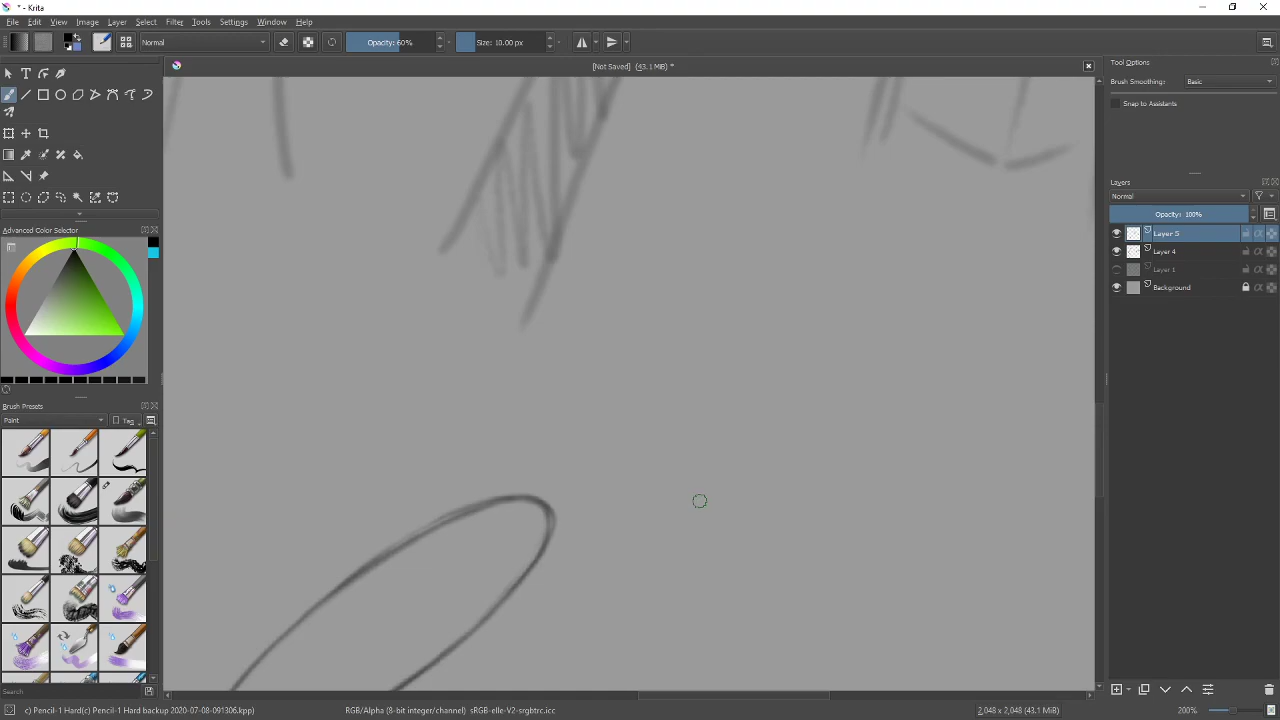 * - Krita
File Edit View Image Layer Select Filter Tools Settings Window Help
Normal Opacity: 60% Size: 10.00 px
[Not Saved] (43.1 MiB) *
Tool Options
Brush Smoothing: Basic
Snap to Assistants
Layers
Normal
Opacity: 100%
Layer 5
Layer 4
Layer 1
Background
Advanced Color Selector
Brush Presets
Paint Tag
Search
c) Pencil-1 Hard(c) Pencil-1 Hard backup 2020-07-08-091306.kpp) RGB/Alpha (8-bit integer/channel) sRGB-elle-V2-srgbtrc.icc 2,048 x 2,048 (43.1 MiB) 200%